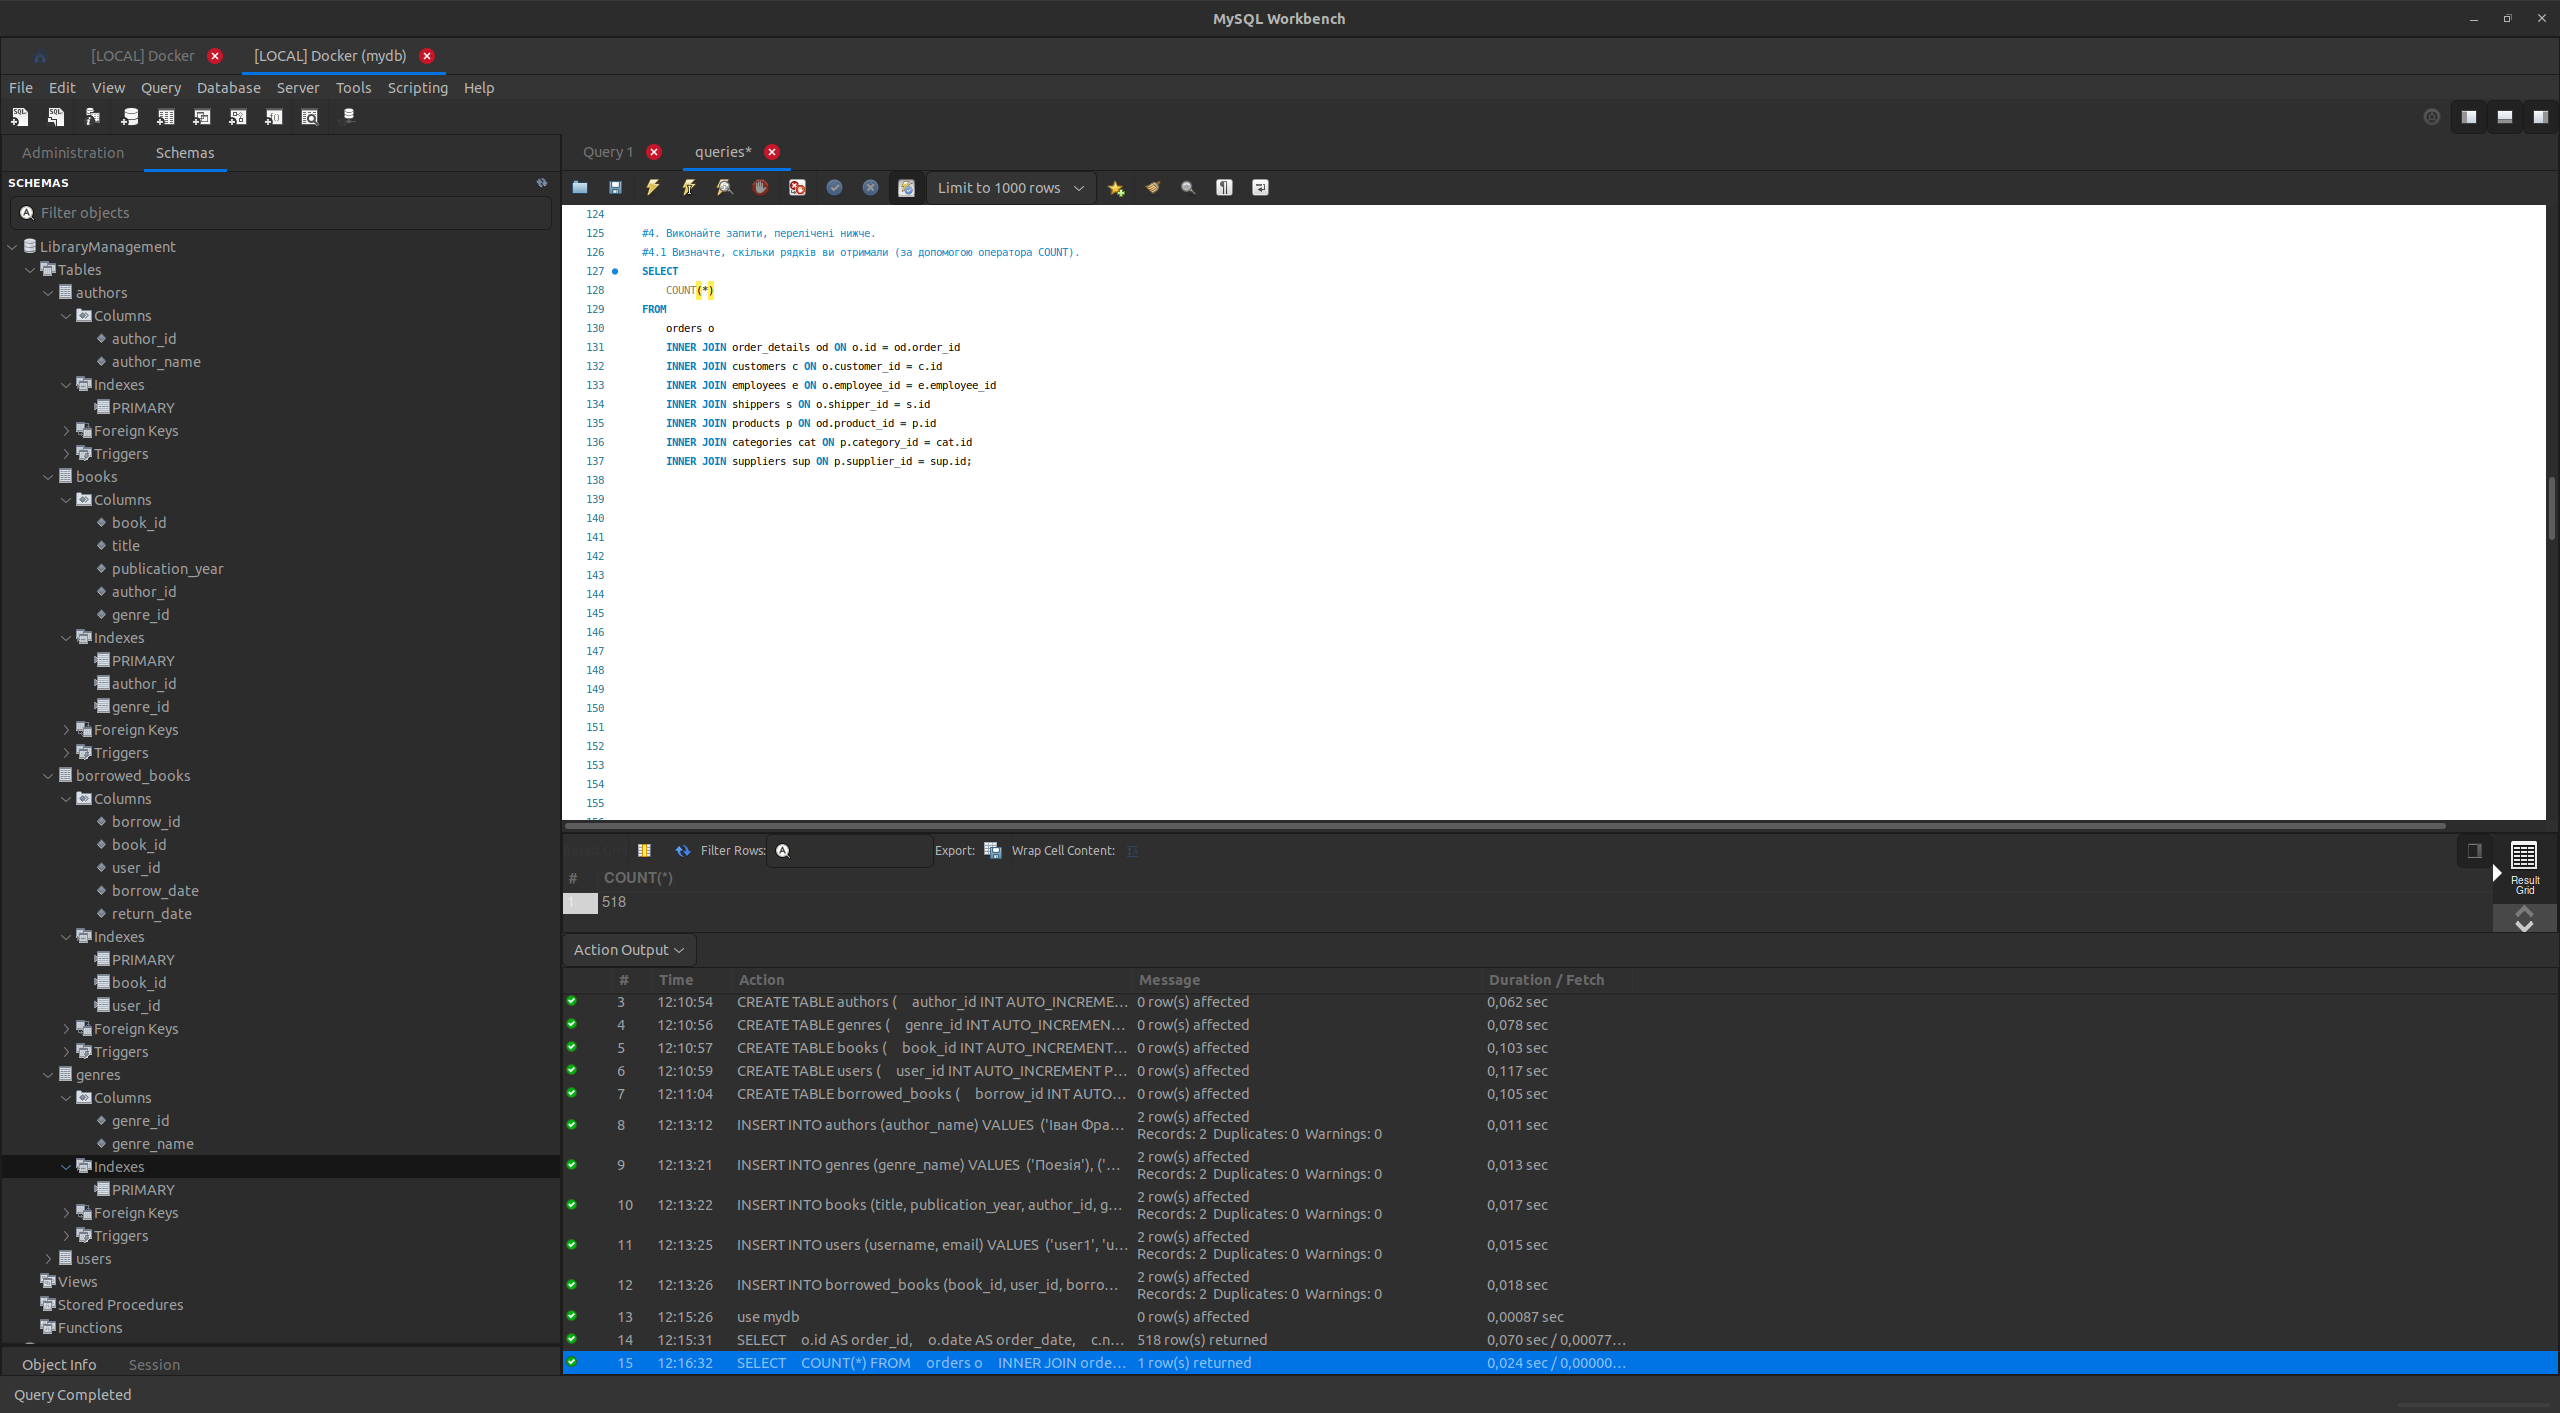 MySQL Workbench
[LOCAL] Docker
[LOCAL] Docker (mydb)
File Edit View Query Database Server Tools Scripting Help
Administration
Schemas
SCHEMAS
Filter objects
LibraryManagement
Tables
authors
Columns
author_id
author_name
Indexes
PRIMARY
Foreign Keys
Triggers
books
Columns
book_id
title
publication_year
author_id
genre_id
Indexes
PRIMARY
author_id
genre_id
Foreign Keys
Triggers
borrowed_books
Columns
borrow_id
book_id
user_id
borrow_date
return_date
Indexes
PRIMARY
book_id
user_id
Foreign Keys
Triggers
genres
Columns
genre_id
genre_name
Indexes
PRIMARY
Foreign Keys
Triggers
users
Views
Stored Procedures
Functions
Object Info
Session
Query Completed
Query 1
queries*
Limit to 1000 rows
124
125 #4. Виконайте запити, перелічені нижче.
126 #4.1 Визначте, скільки рядків ви отримали (за допомогою оператора COUNT).
127 SELECT
128 COUNT(*)
129 FROM
130 orders o
131 INNER JOIN order_details od ON o.id = od.order_id
132 INNER JOIN customers c ON o.customer_id = c.id
133 INNER JOIN employees e ON o.employee_id = e.employee_id
134 INNER JOIN shippers s ON o.shipper_id = s.id
135 INNER JOIN products p ON od.product_id = p.id
136 INNER JOIN categories cat ON p.category_id = cat.id
137 INNER JOIN suppliers sup ON p.supplier_id = sup.id;
138
139
140
141
142
143
144
145
146
147
148
149
150
151
152
153
154
155
Filter Rows:
Export:
Wrap Cell Content:
# COUNT(*)
1 518
Result Grid
Action Output
# Time Action Message Duration / Fetch
3 12:10:54 CREATE TABLE authors ( author_id INT AUTO_INCREME... 0 row(s) affected 0,062 sec
4 12:10:56 CREATE TABLE genres ( genre_id INT AUTO_INCREMEN... 0 row(s) affected 0,078 sec
5 12:10:57 CREATE TABLE books ( book_id INT AUTO_INCREMENT... 0 row(s) affected 0,103 sec
6 12:10:59 CREATE TABLE users ( user_id INT AUTO_INCREMENT P... 0 row(s) affected 0,117 sec
7 12:11:04 CREATE TABLE borrowed_books ( borrow_id INT AUTO... 0 row(s) affected 0,105 sec
8 12:13:12 INSERT INTO authors (author_name) VALUES ('Іван Фра... 2 row(s) affected Records: 2 Duplicates: 0 Warnings: 0 0,011 sec
9 12:13:21 INSERT INTO genres (genre_name) VALUES ('Поезія'), ('... 2 row(s) affected Records: 2 Duplicates: 0 Warnings: 0 0,013 sec
10 12:13:22 INSERT INTO books (title, publication_year, author_id, g... 2 row(s) affected Records: 2 Duplicates: 0 Warnings: 0 0,017 sec
11 12:13:25 INSERT INTO users (username, email) VALUES ('user1', 'u... 2 row(s) affected Records: 2 Duplicates: 0 Warnings: 0 0,015 sec
12 12:13:26 INSERT INTO borrowed_books (book_id, user_id, borro... 2 row(s) affected Records: 2 Duplicates: 0 Warnings: 0 0,018 sec
13 12:15:26 use mydb 0 row(s) affected 0,00087 sec
14 12:15:31 SELECT o.id AS order_id, o.date AS order_date, c.n... 518 row(s) returned 0,070 sec / 0,00077...
15 12:16:32 SELECT COUNT(*) FROM orders o INNER JOIN orde... 1 row(s) returned 0,024 sec / 0,00000...